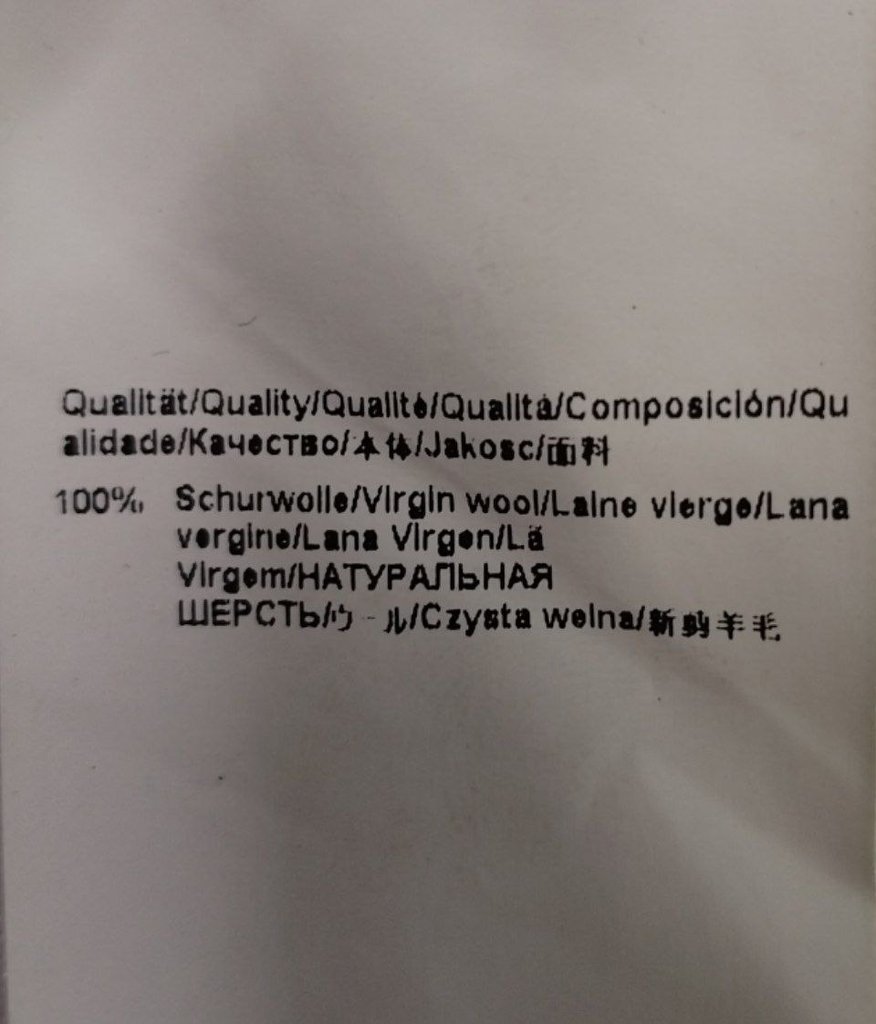 Qualität/Quality/Qualité/Qualità/Composición/Qu
alidade/Качество/本体/Jakosc/面料
100% Schurwolle/Virgin wool/Laine vierge/Lana
vergine/Lana Virgen/Lã
Virgem/НАТУРАЛЬНАЯ
ШЕРСТЬ/ウール/Czysta welna/新剪羊毛